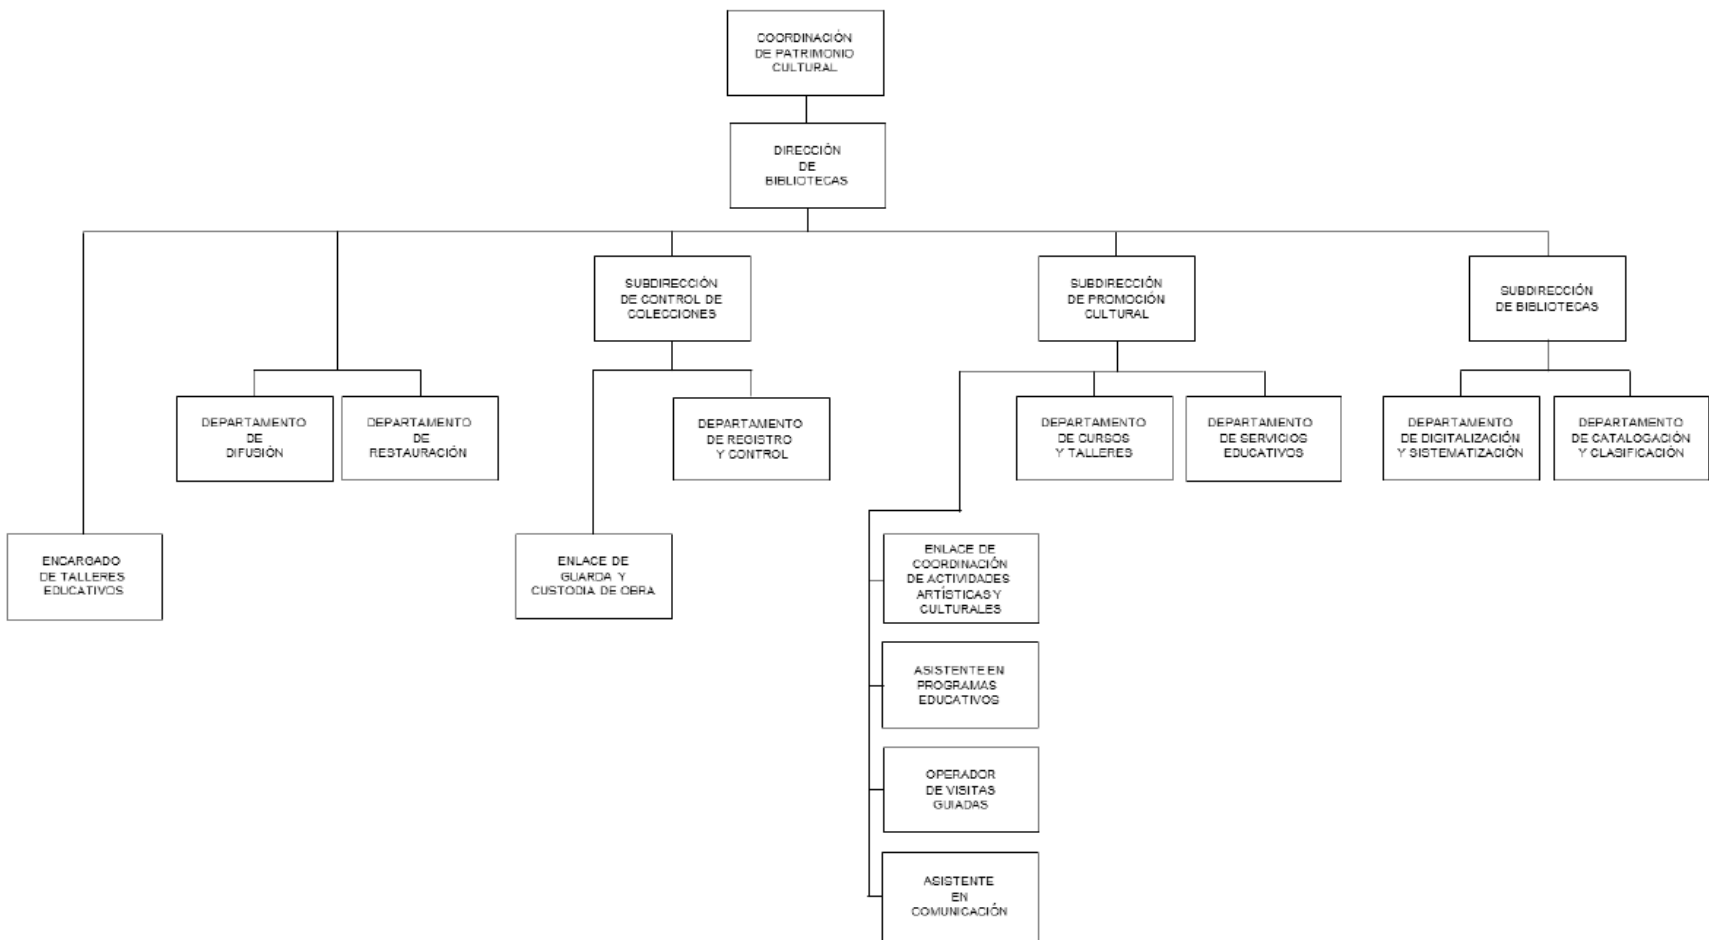 COORDINACIÓN
DE PATRIMONIO
CULTURAL
DIRECCIÓN
DE
BIBLIOTECAS
SUBDIRECCIÓN
DE CONTROL DE
COLECCIONES
SUBDIRECCIÓN
DE PROMOCIÓN
CULTURAL
SUBDIRECCIÓN
DE BIBLIOTECAS
DEPARTAMENTO
DE
DIFUSIÓN
DEPARTAMENTO
DE
RESTAURACIÓN
DEPARTAMENTO
DE REGISTRO
Y CONTROL
DEPARTAMENTO
DE CURSOS
Y TALLERES
DEPARTAMENTO
DE SERVICIOS
EDUCATIVOS
DEPARTAMENTO
DE DIGITALIZACIÓN
Y SISTEMATIZACIÓN
DEPARTAMENTO
DE CATALOGACIÓN
Y CLASIFICACIÓN
ENCARGADO
DE TALLERES
EDUCATIVOS
ENLACE DE
GUARDA Y
CUSTODIA DE OBRA
ENLACE DE
COORDINACIÓN
DE ACTIVIDADES
ARTÍSTICAS Y
CULTURALES
ASISTENTE EN
PROGRAMAS
EDUCATIVOS
OPERADOR
DE VISITAS
GUIADAS
ASISTENTE
EN
COMUNICACIÓN